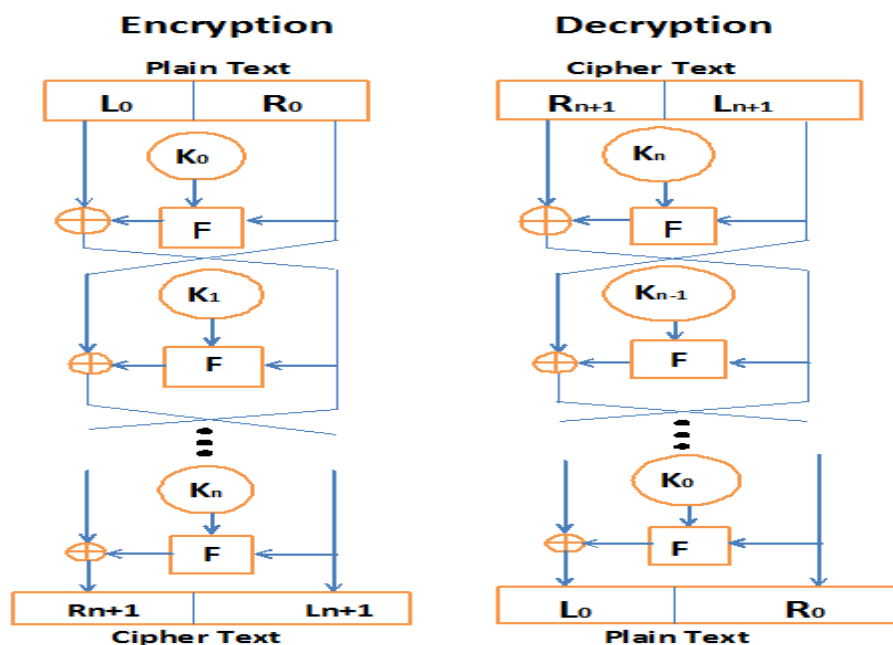 Encryption
Plain Text
L₀ R₀
K₀
F
K₁
F
Kₙ
F
Rn+1 Ln+1
Cipher Text
Decryption
Cipher Text
Rₙ₊₁ Lₙ₊₁
Kₙ
F
Kₙ₋₁
F
K₀
F
L₀ R₀
Plain Text